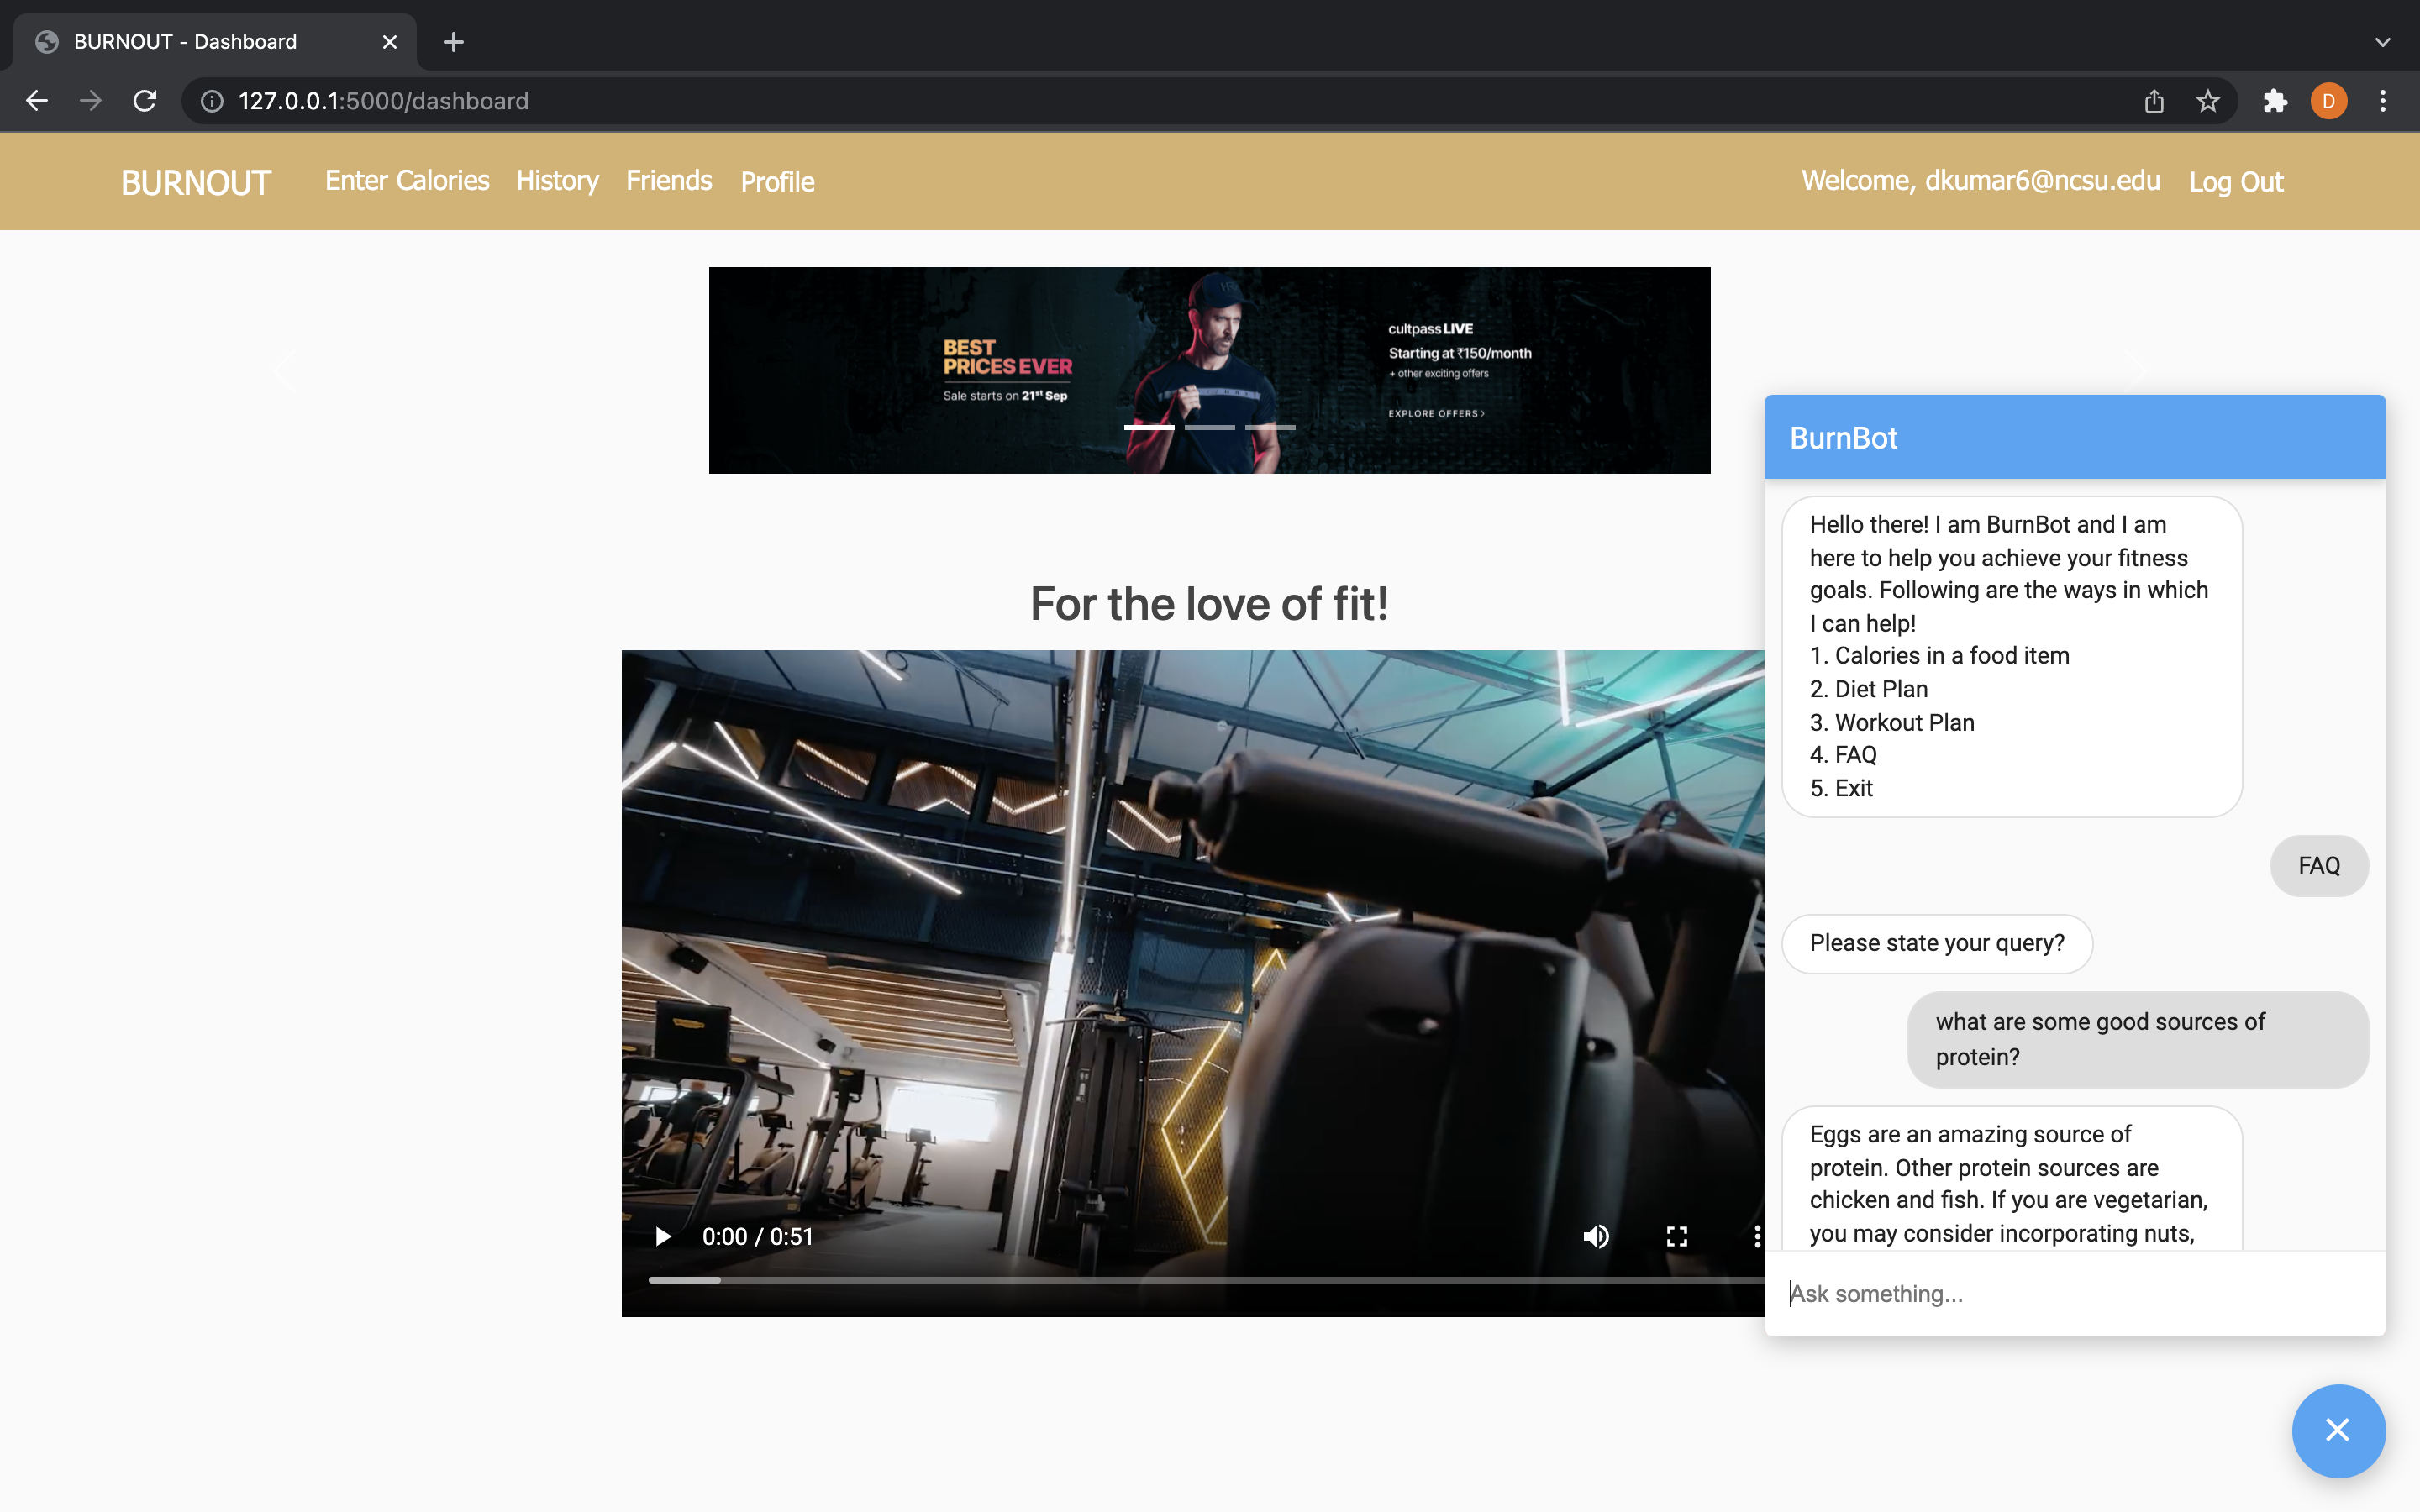 BURNOUT - Dashboard
127.0.0.1:5000/dashboard
D
BURNOUT Enter Calories History Friends Profile Welcome, dkumar6@ncsu.edu Log Out
BEST
PRICES EVER
Sale starts on 21st Sep
HRX
cultpass LIVE
Starting at ₹150/month
+ other exciting offers
EXPLORE OFFERS >
For the love of fit!
0:00 / 0:51
BurnBot
Hello there! I am BurnBot and I am
here to help you achieve your fitness
goals. Following are the ways in which
I can help!
1. Calories in a food item
2. Diet Plan
3. Workout Plan
4. FAQ
5. Exit
FAQ
Please state your query?
what are some good sources of
protein?
Eggs are an amazing source of
protein. Other protein sources are
chicken and fish. If you are vegetarian,
you may consider incorporating nuts,
Ask something...